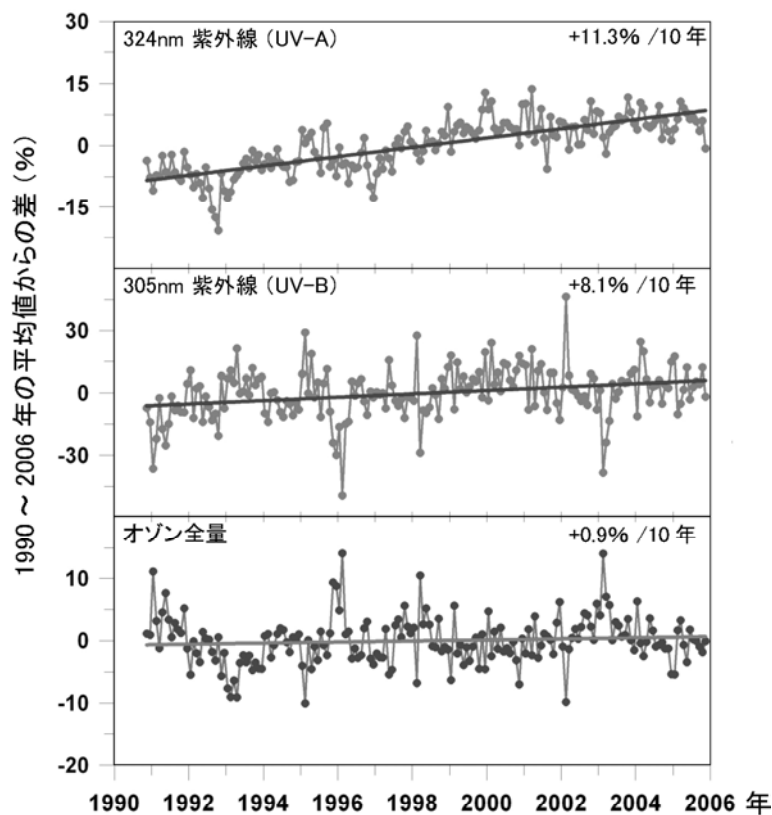 30
324nm 紫外線 (UV-A) +11.3% /10 年
15
0
-15
305nm 紫外線 (UV-B) +8.1% /10 年
30
0
-30
オゾン全量 +0.9% /10 年
10
0
-10
-20
1990 1992 1994 1996 1998 2000 2002 2004 2006 年
1990 ~ 2006 年の平均値からの差 (%)